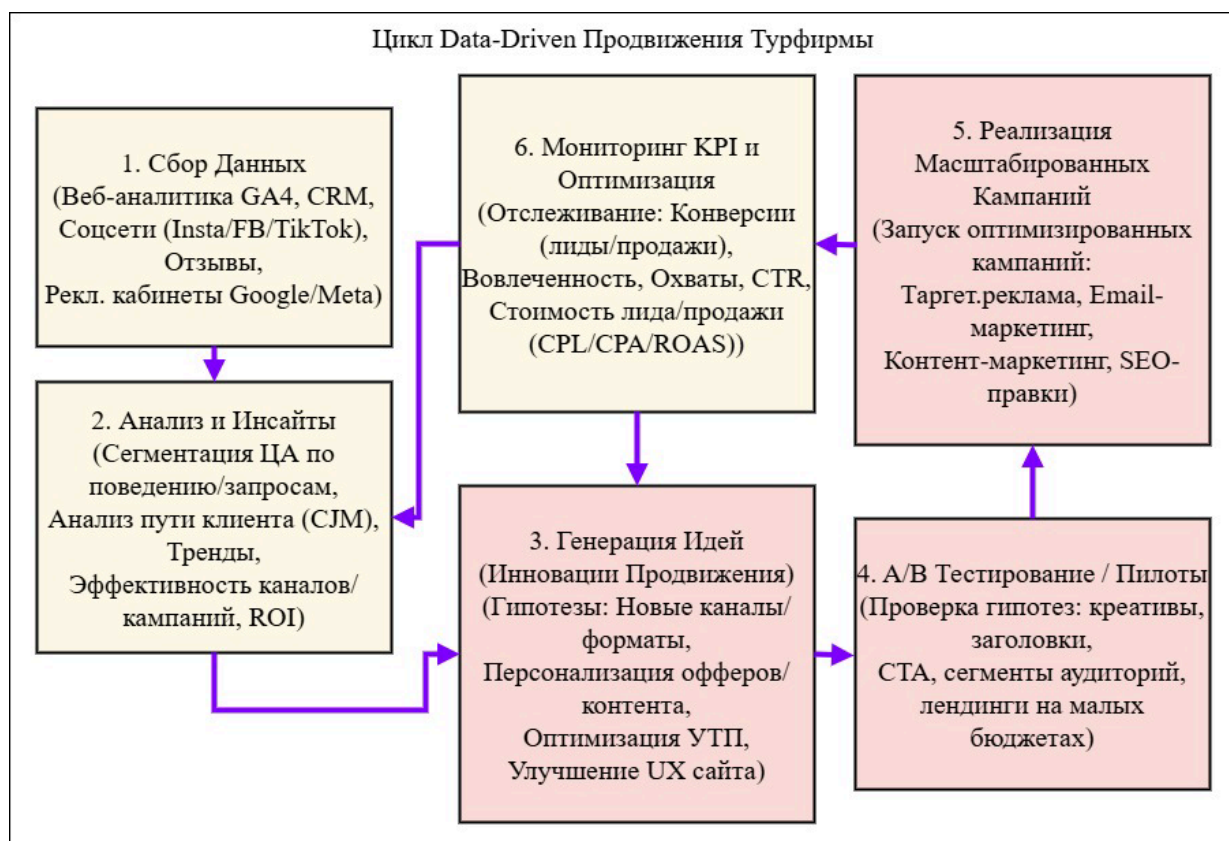 Цикл Data-Driven Продвижения Турфирмы
1. Сбор Данных
(Веб-аналитика GA4, CRM,
Соцсети (Insta/FB/TikTok),
Отзывы,
Рекл. кабинеты Google/Meta)
2. Анализ и Инсайты
(Сегментация ЦА по
поведению/запросам,
Анализ пути клиента (CJM),
Тренды,
Эффективность каналов/
кампаний, ROI)
3. Генерация Идей
(Инновации Продвижения)
(Гипотезы: Новые каналы/
форматы,
Персонализация офферов/
контента,
Оптимизация УТП,
Улучшение UX сайта)
4. A/B Тестирование / Пилоты
(Проверка гипотез: креативы,
заголовки,
CTA, сегменты аудиторий,
лендинги на малых
бюджетах)
5. Реализация
Масштабированных
Кампаний
(Запуск оптимизированных
кампаний:
Таргет.реклама, Email-
маркетинг,
Контент-маркетинг, SEO-
правки)
6. Мониторинг KPI и
Оптимизация
(Отслеживание: Конверсии
(лиды/продажи),
Вовлеченность, Охваты, CTR,
Стоимость лида/продажи
(CPL/CPA/ROAS))